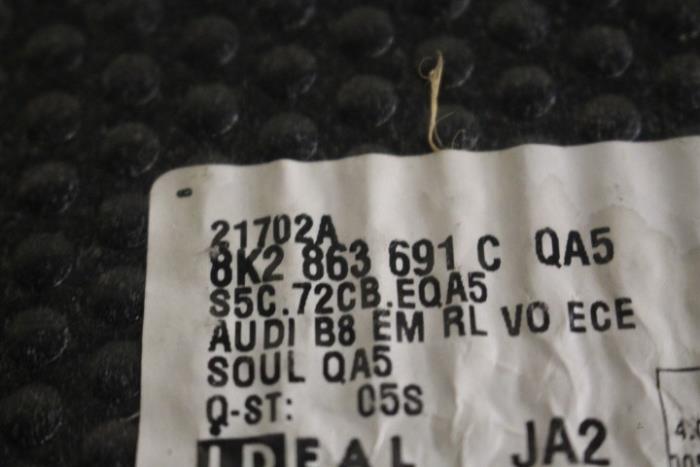 21702A
8K2 863 691 C QA5
S5C.72CB.EQA5
AUDI B8 EM RL VO ECE
SOUL QA5
Q-ST: 05S
IDEAL JA2